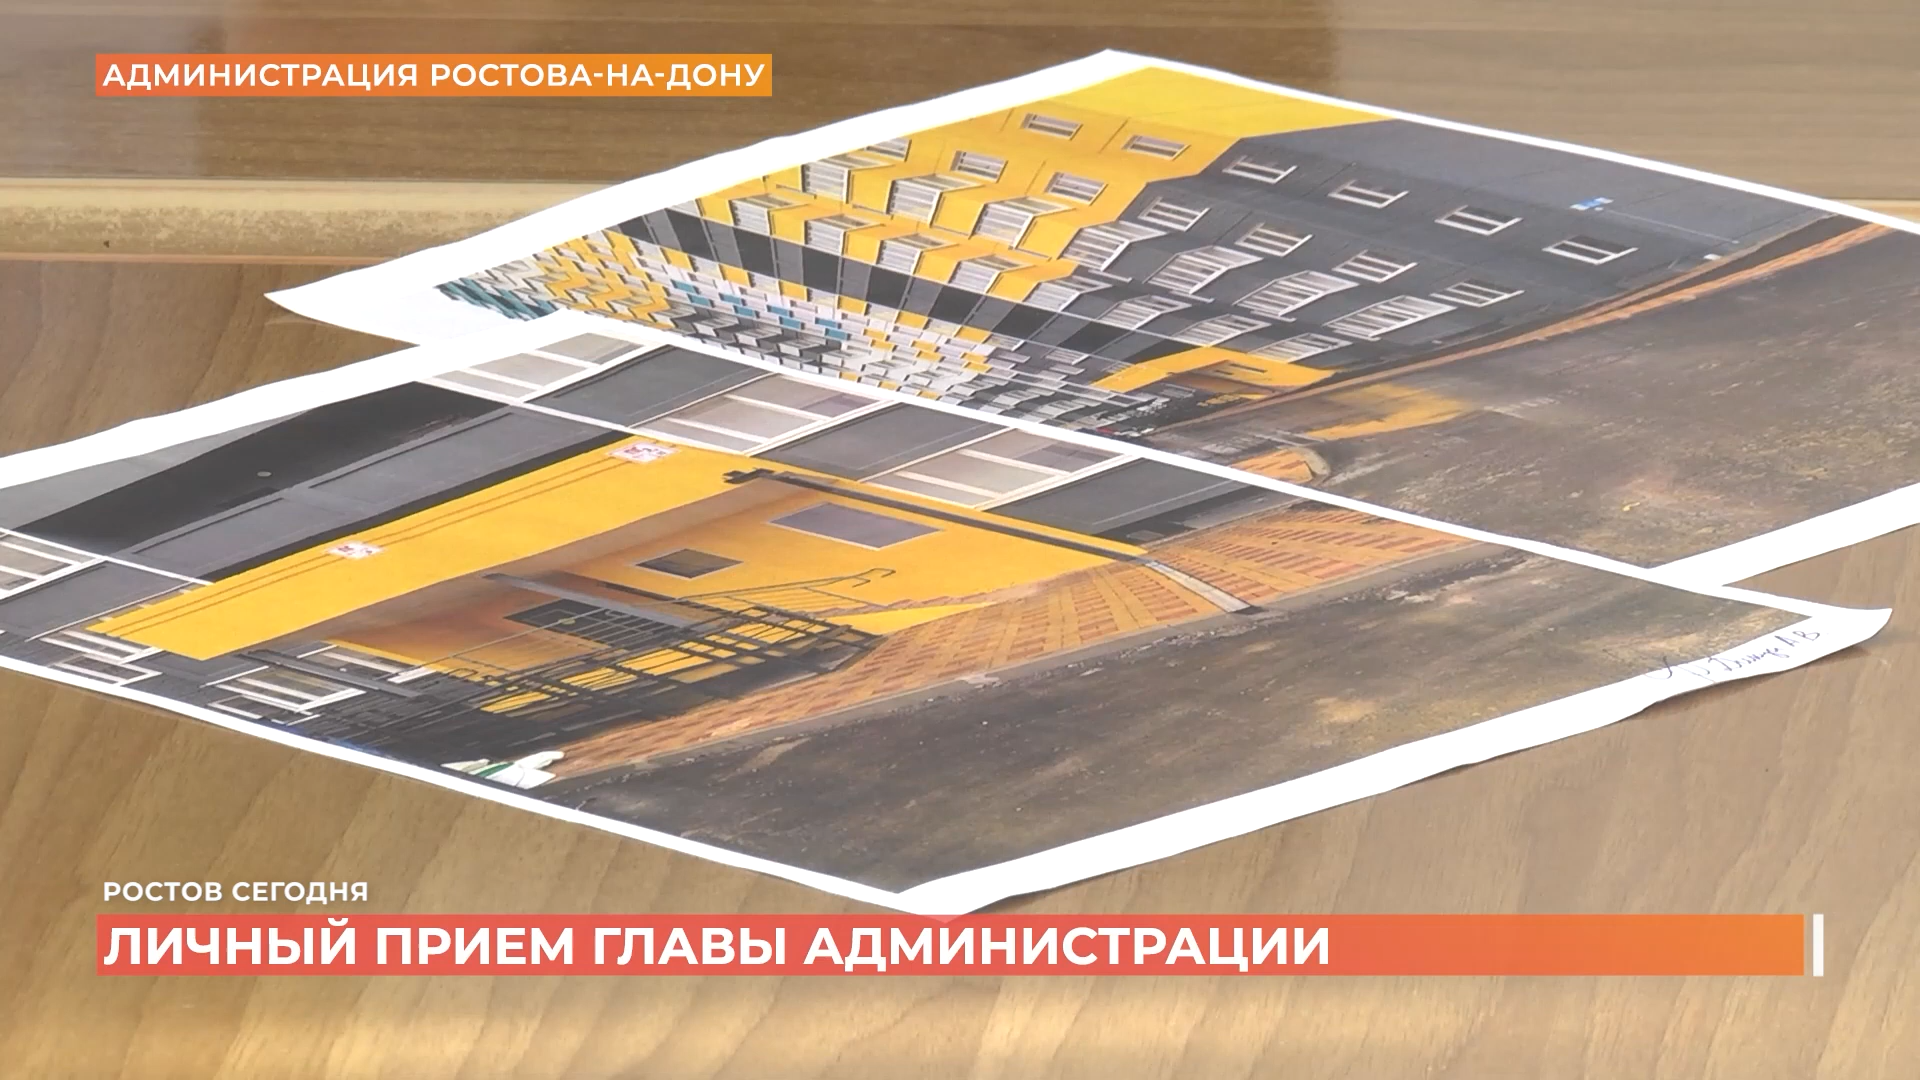 АДМИНИСТРАЦИЯ РОСТОВА-НА-ДОНУ
РОСТОВ СЕГОДНЯ
ЛИЧНЫЙ ПРИЕМ ГЛАВЫ АДМИНИСТРАЦИИ